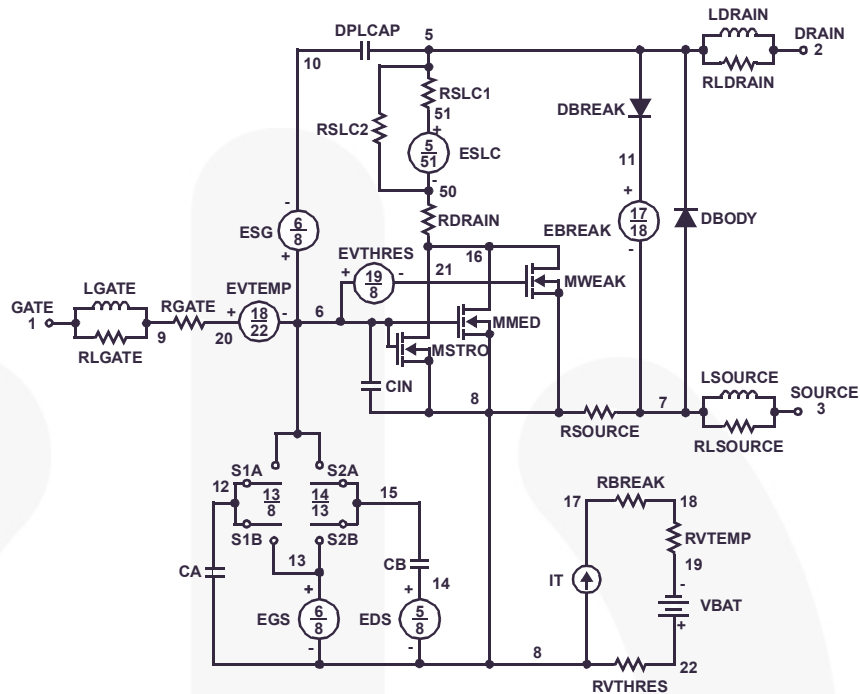 LDRAIN
DPLCAP 5 DRAIN
10 2
RLDRAIN
RSLC1
DBREAK
51
RSLC2
+
5
51
ESLC
-
11
50
-
+
17
18
6
8
RDRAIN
DBODY
ESG
EBREAK
EVTHRES
16
+
-
+ 19
8 - 21
MWEAK
LGATE
EVTEMP
GATE
RGATE
+ 18
22 -
6
MMED
1
9 20
MSTRO
RLGATE
LSOURCE
CIN
8 7
SOURCE
3
RSOURCE
RLSOURCE
S1A S2A
RBREAK
12
13
8
14
13
15
17 18
S1B S2B
RVTEMP
13
CB
19
CA
IT
-
+ + 14
VBAT
6
8
5
8
EGS EDS
+
- -
8
22
RVTHRES